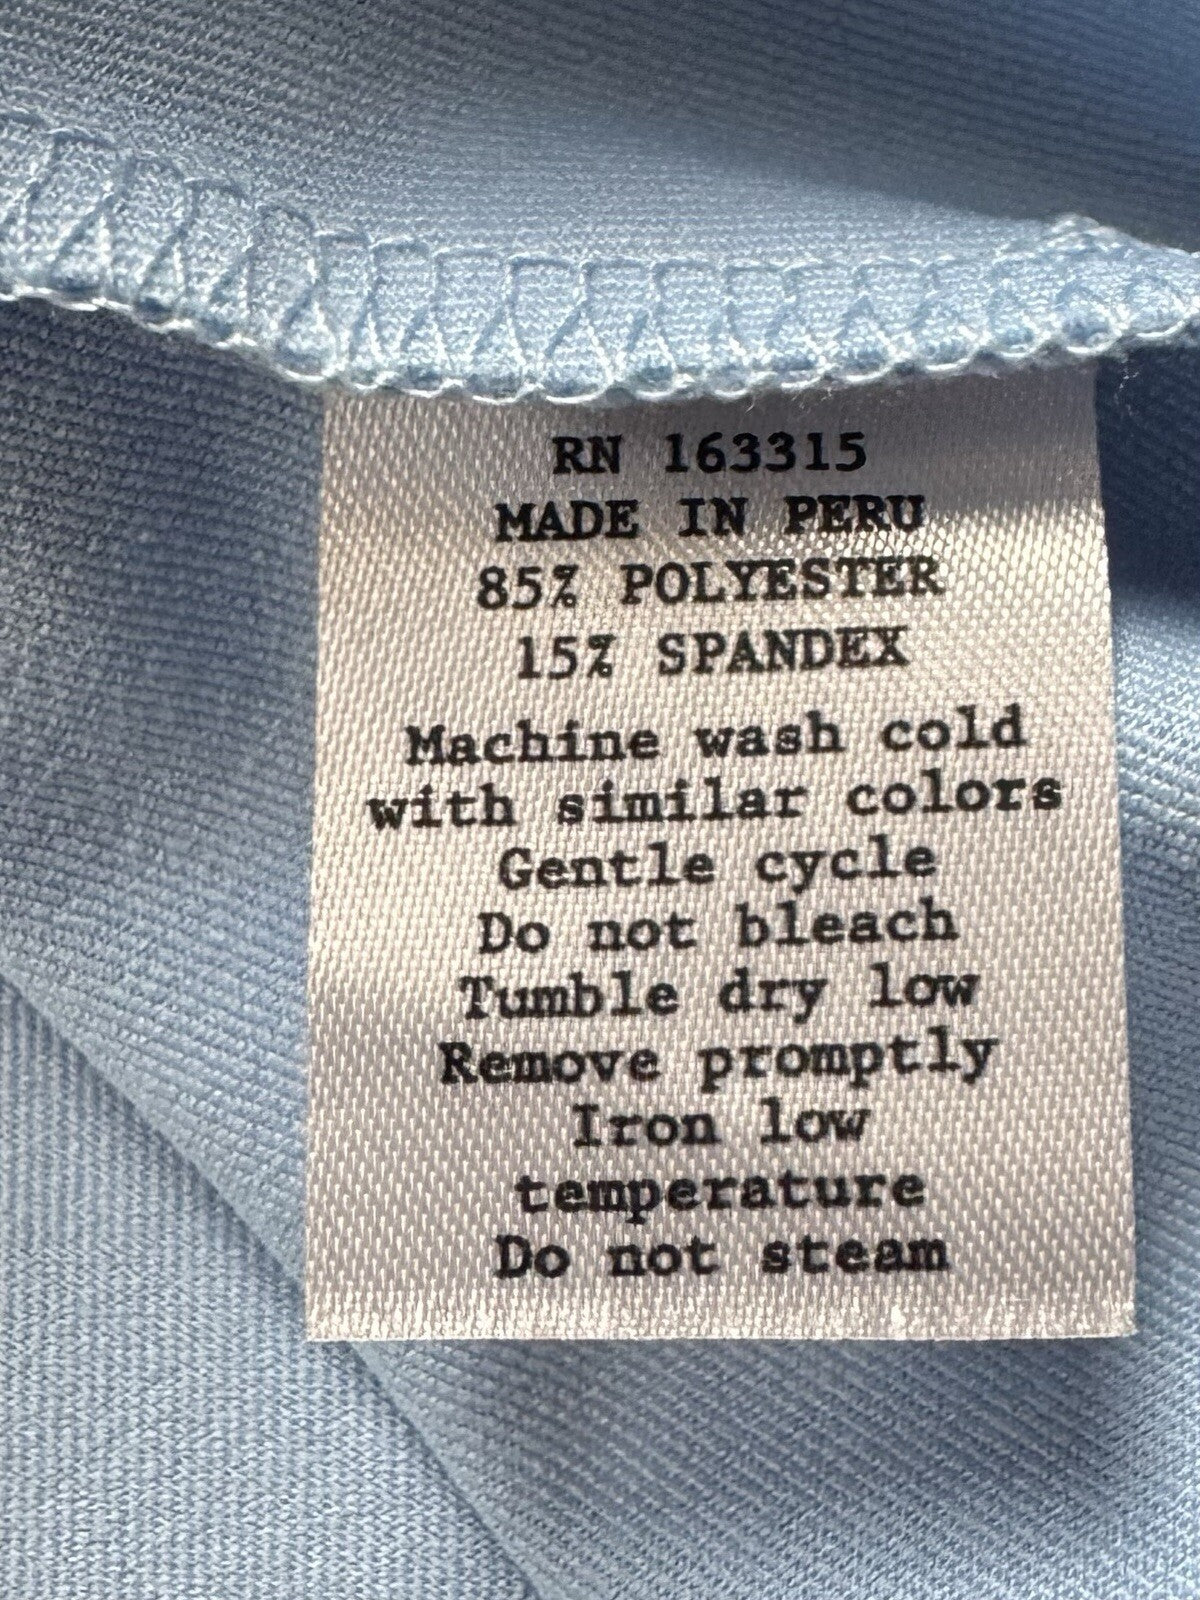 RN 163315
MADE IN PERU
85% POLYESTER
15% SPANDEX
Machine wash cold
with similar colors
Gentle cycle
Do not bleach
Tumble dry low
Remove promptly
Iron low
temperature
Do not steam